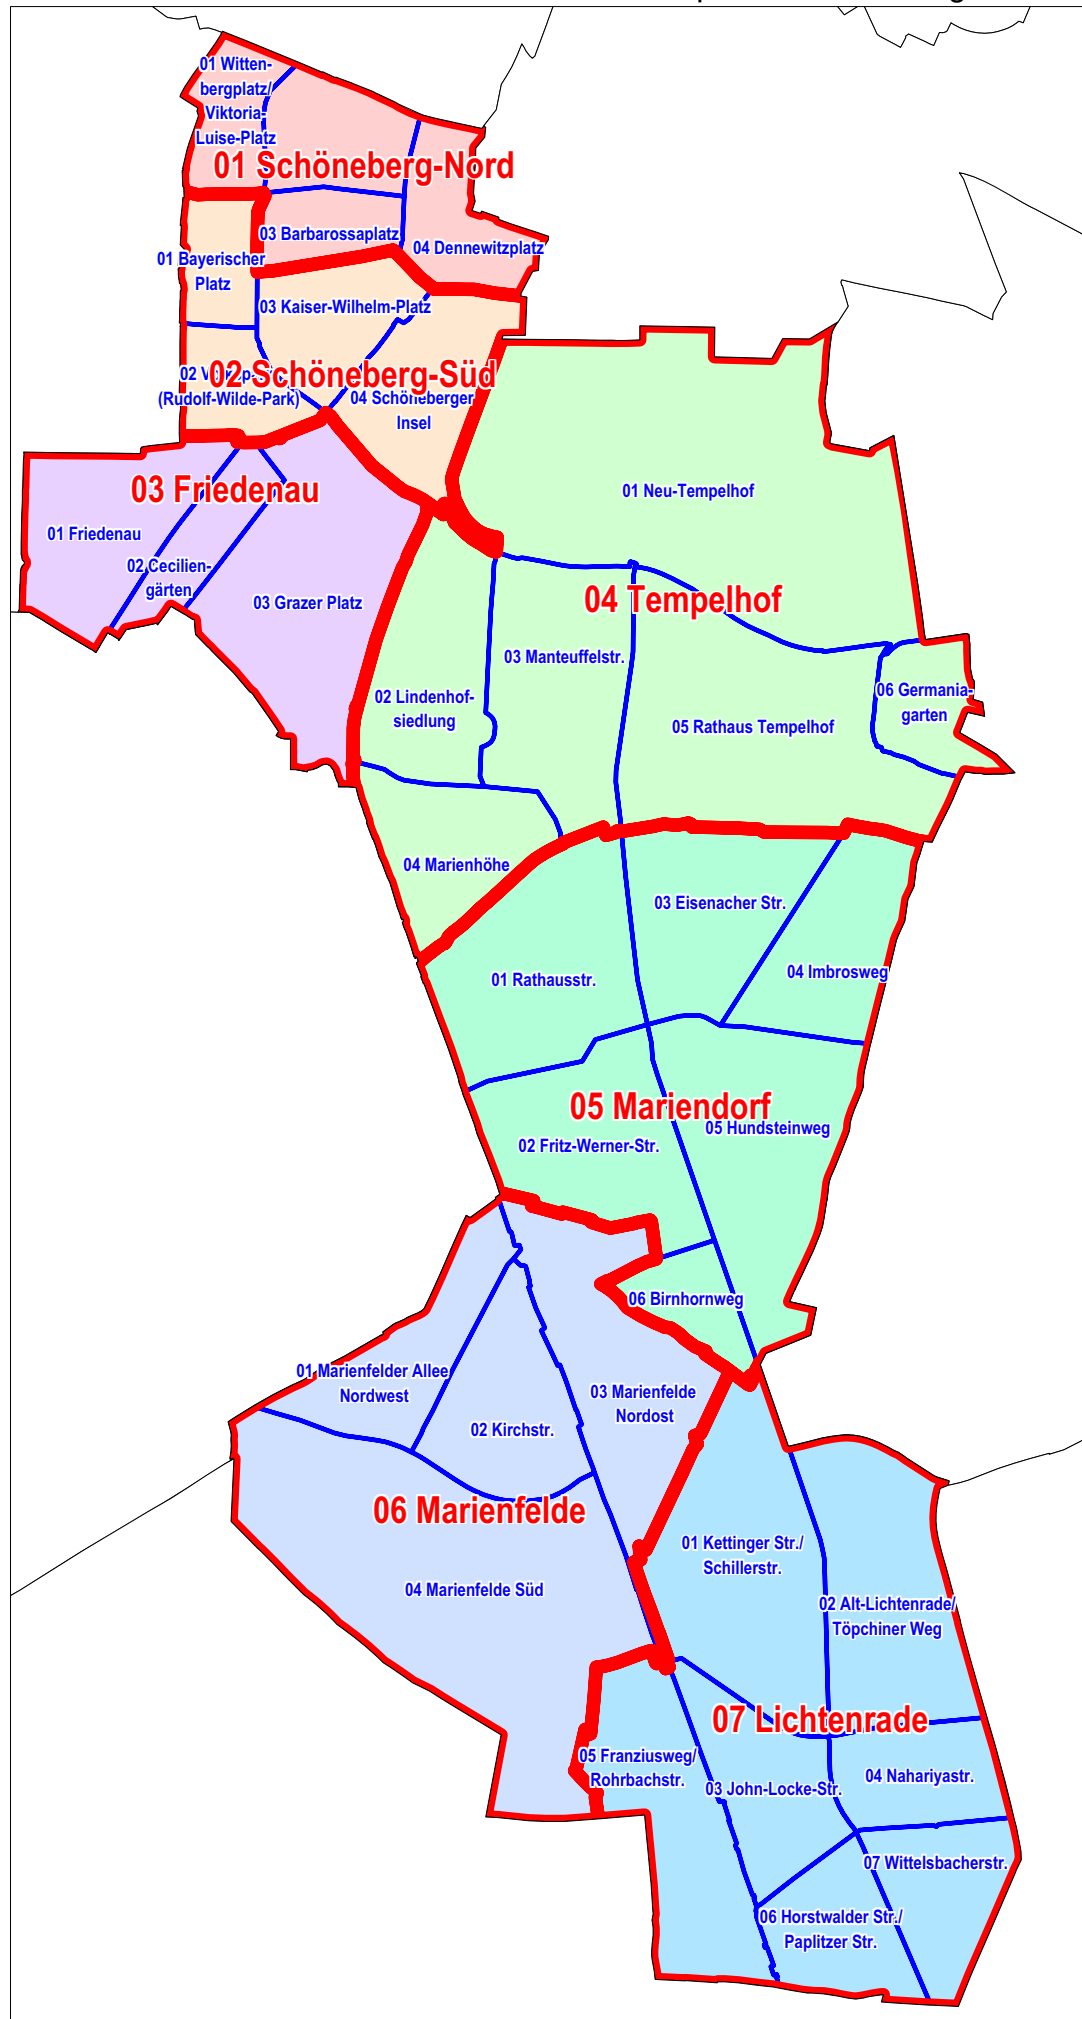 01 Witten-
bergplatz/
Viktoria-
Luise-Platz
01 Schöneberg-Nord
03 Barbarossaplatz
04 Dennewitzplatz
01 Bayerischer
Platz
03 Kaiser-Wilhelm-Platz
02 Schöneberg-Süd
02
(Rudolf-Wilde-Park)
04 Schöneberger
Insel
03 Friedenau
01 Friedenau
02 Cecilien-
gärten
03 Grazer Platz
01 Neu-Tempelhof
04 Tempelhof
03 Manteuffelstr.
02 Lindenhof-
siedlung
05 Rathaus Tempelhof
06 Germania-
garten
04 Marienhöhe
03 Eisenacher Str.
01 Rathausstr.
04 Imbrosweg
05 Mariendorf
02 Fritz-Werner-Str.
05 Hundsteinweg
06 Birnhornweg
01 Marienfelder Allee
Nordwest
03 Marienfelde
Nordost
02 Kirchstr.
06 Marienfelde
04 Marienfelde Süd
01 Kettinger Str./
Schillerstr.
02 Alt-Lichtenrade/
Töpchiner Weg
07 Lichtenrade
05 Franziusweg/
Rohrbachstr.
03 John-Locke-Str.
04 Nahariyastr.
07 Wittelsbacherstr.
06 Horstwalder Str./
Paplitzer Str.